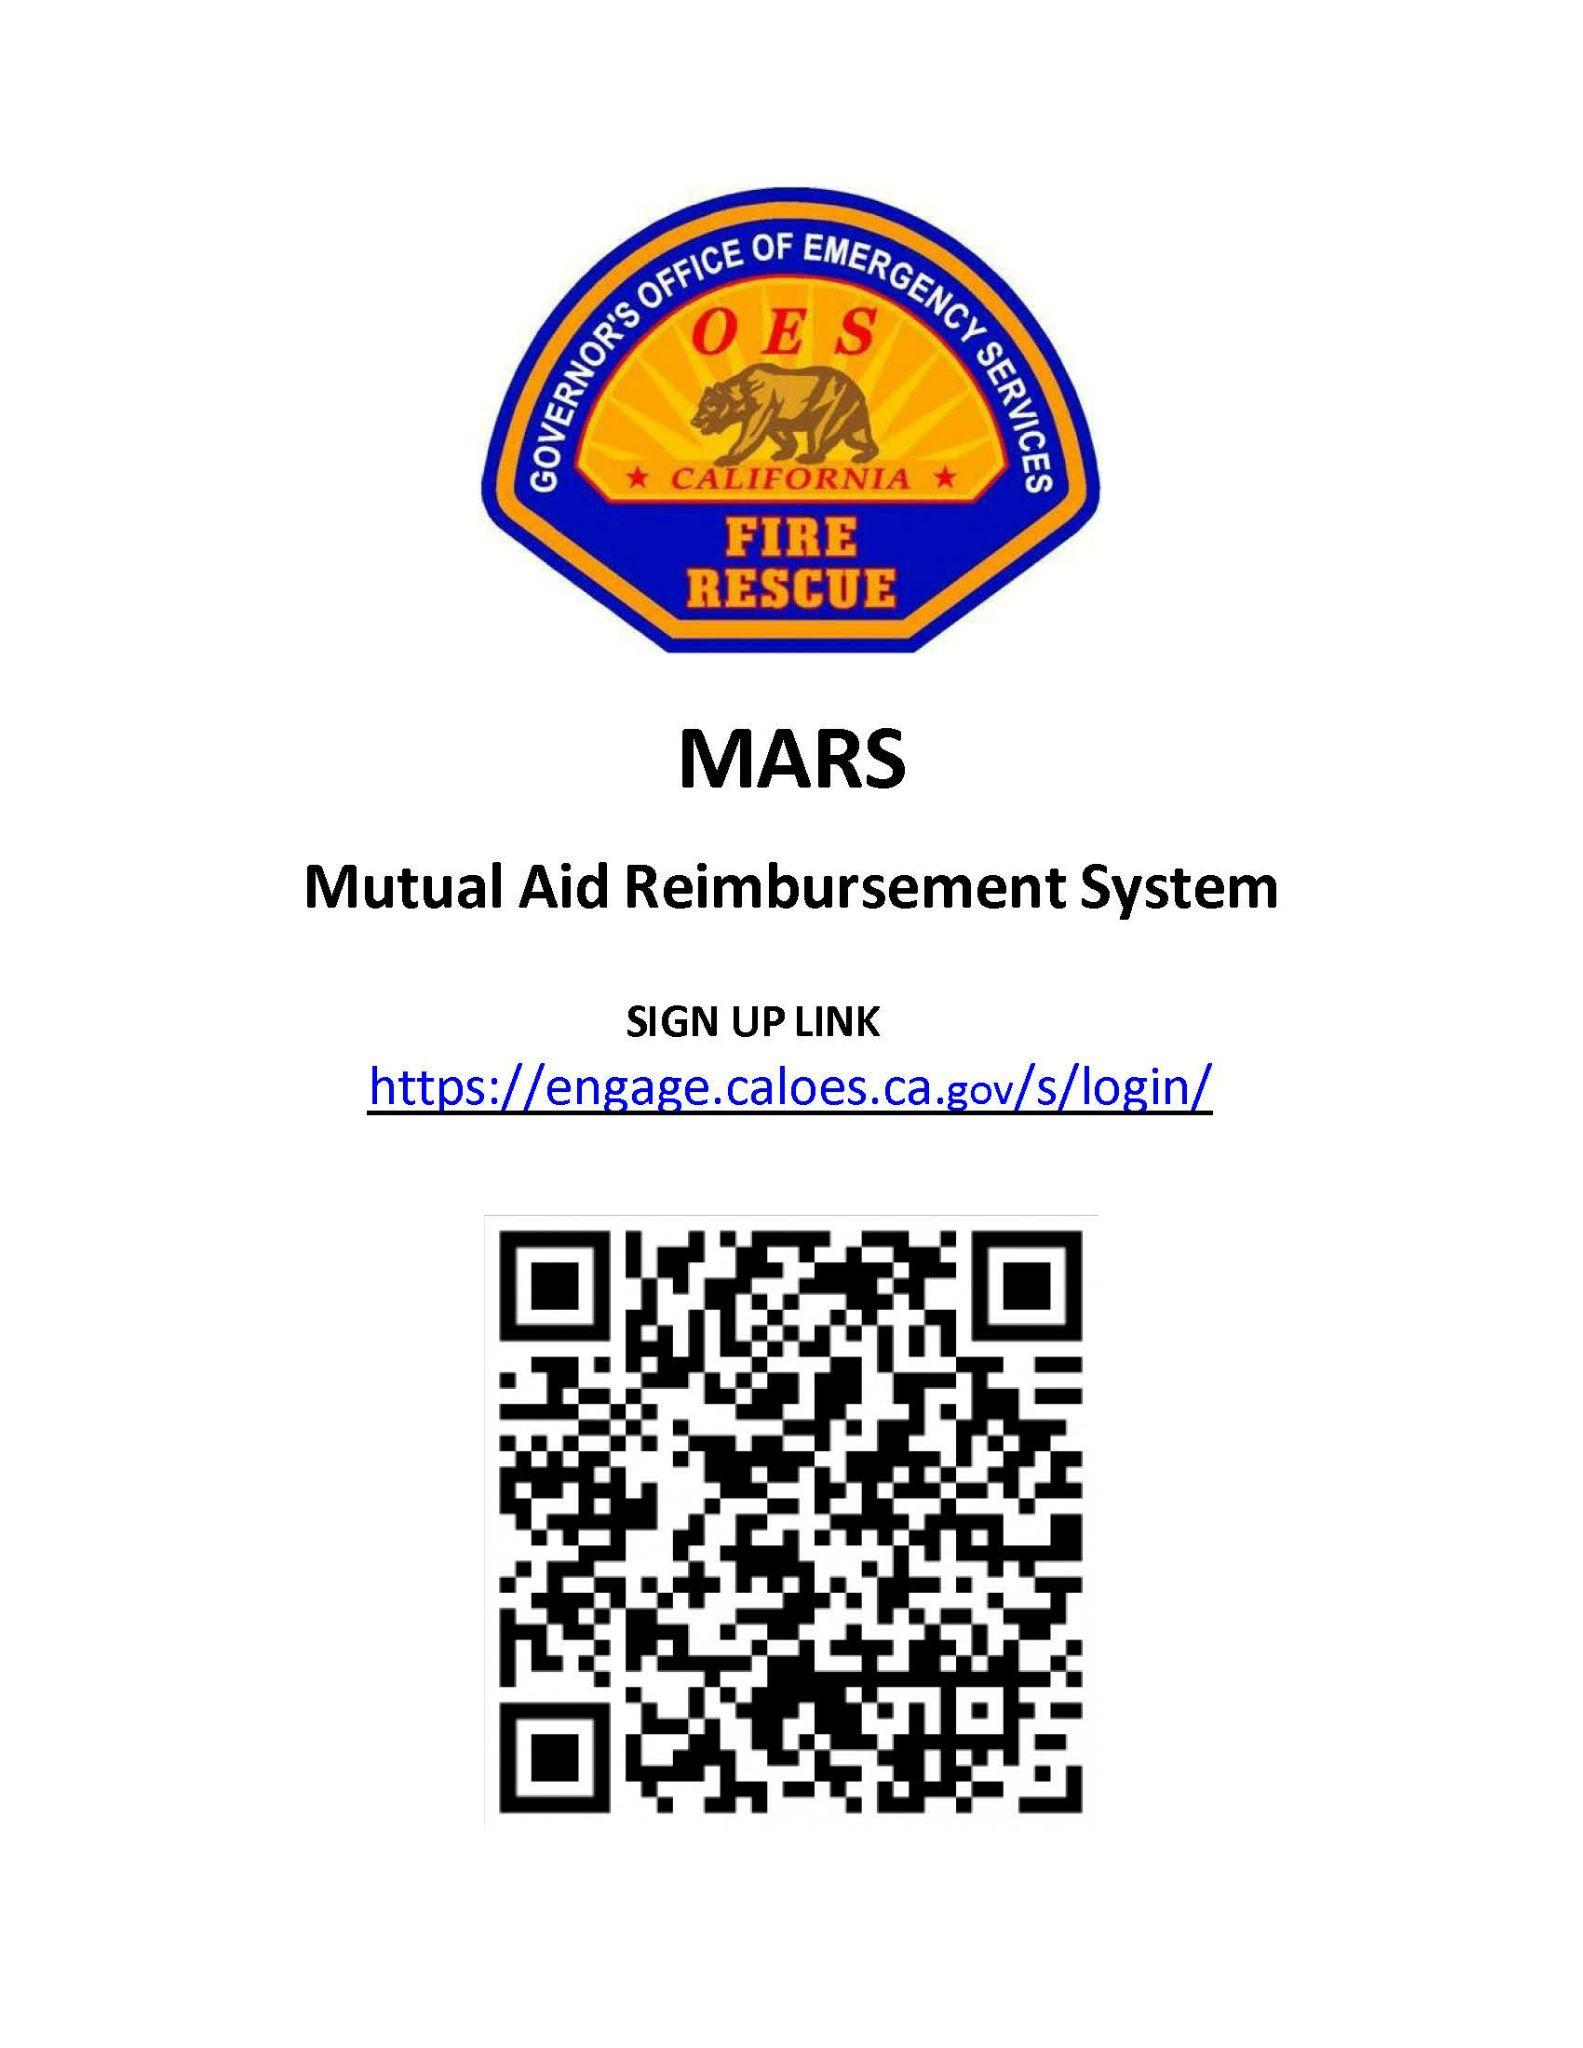 GOVERNOR'S OFFICE OF EMERGENCY SERVICES
OES
CALIFORNIA
FIRE
RESCUE
MARS
Mutual Aid Reimbursement System
SIGN UP LINK
https://engage.caloes.ca.gov/s/login/